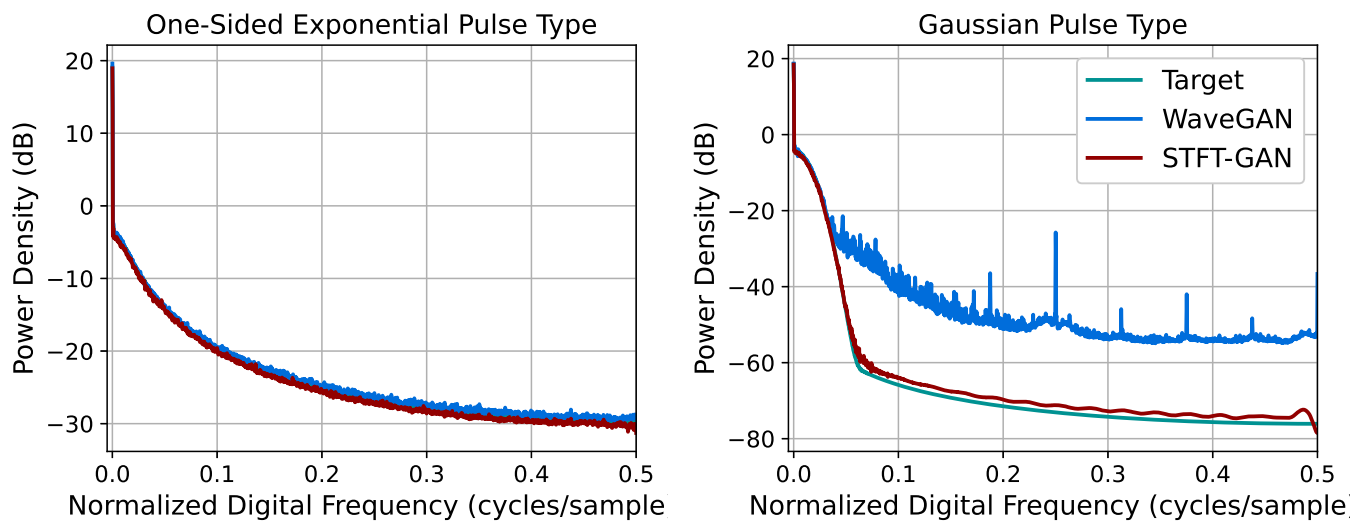 One-Sided Exponential Pulse Type
20
10
0
−10
−20
−30
Power Density (dB)
0.0 0.1 0.2 0.3 0.4 0.5
Normalized Digital Frequency (cycles/sample
Gaussian Pulse Type
Target
WaveGAN
STFT-GAN
20
0
−20
−40
−60
−80
Power Density (dB)
0.0 0.1 0.2 0.3 0.4 0.5
Normalized Digital Frequency (cycles/sample)